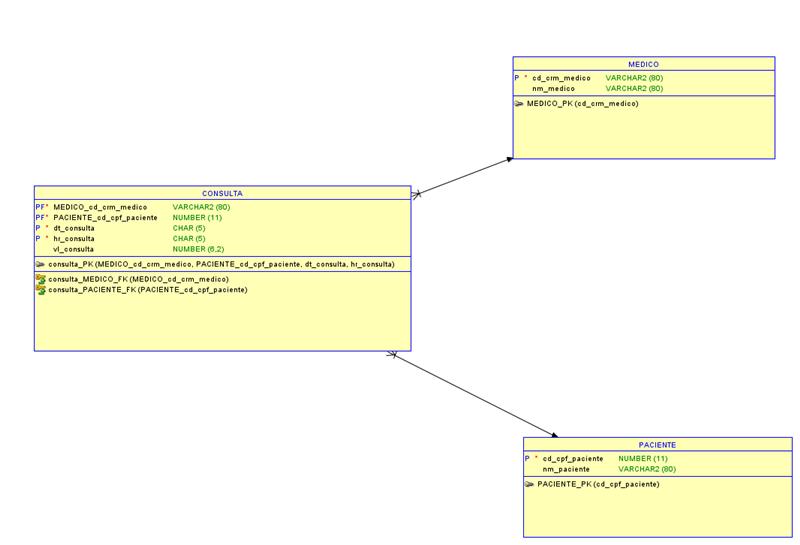 MEDICO
P * cd_crm_medico VARCHAR2 (80)
nm_medico VARCHAR2 (80)
MEDICO_PK (cd_crm_medico)
CONSULTA
PF* MEDICO_cd_crm_medico VARCHAR2 (80)
PF* PACIENTE_cd_cpf_paciente NUMBER (11)
P * dt_consulta CHAR (5)
P * hr_consulta CHAR (5)
vl_consulta NUMBER (6,2)
consulta_PK (MEDICO_cd_crm_medico, PACIENTE_cd_cpf_paciente, dt_consulta, hr_consulta)
consulta_MEDICO_FK (MEDICO_cd_crm_medico)
consulta_PACIENTE_FK (PACIENTE_cd_cpf_paciente)
PACIENTE
P * cd_cpf_paciente NUMBER (11)
nm_paciente VARCHAR2 (80)
PACIENTE_PK (cd_cpf_paciente)